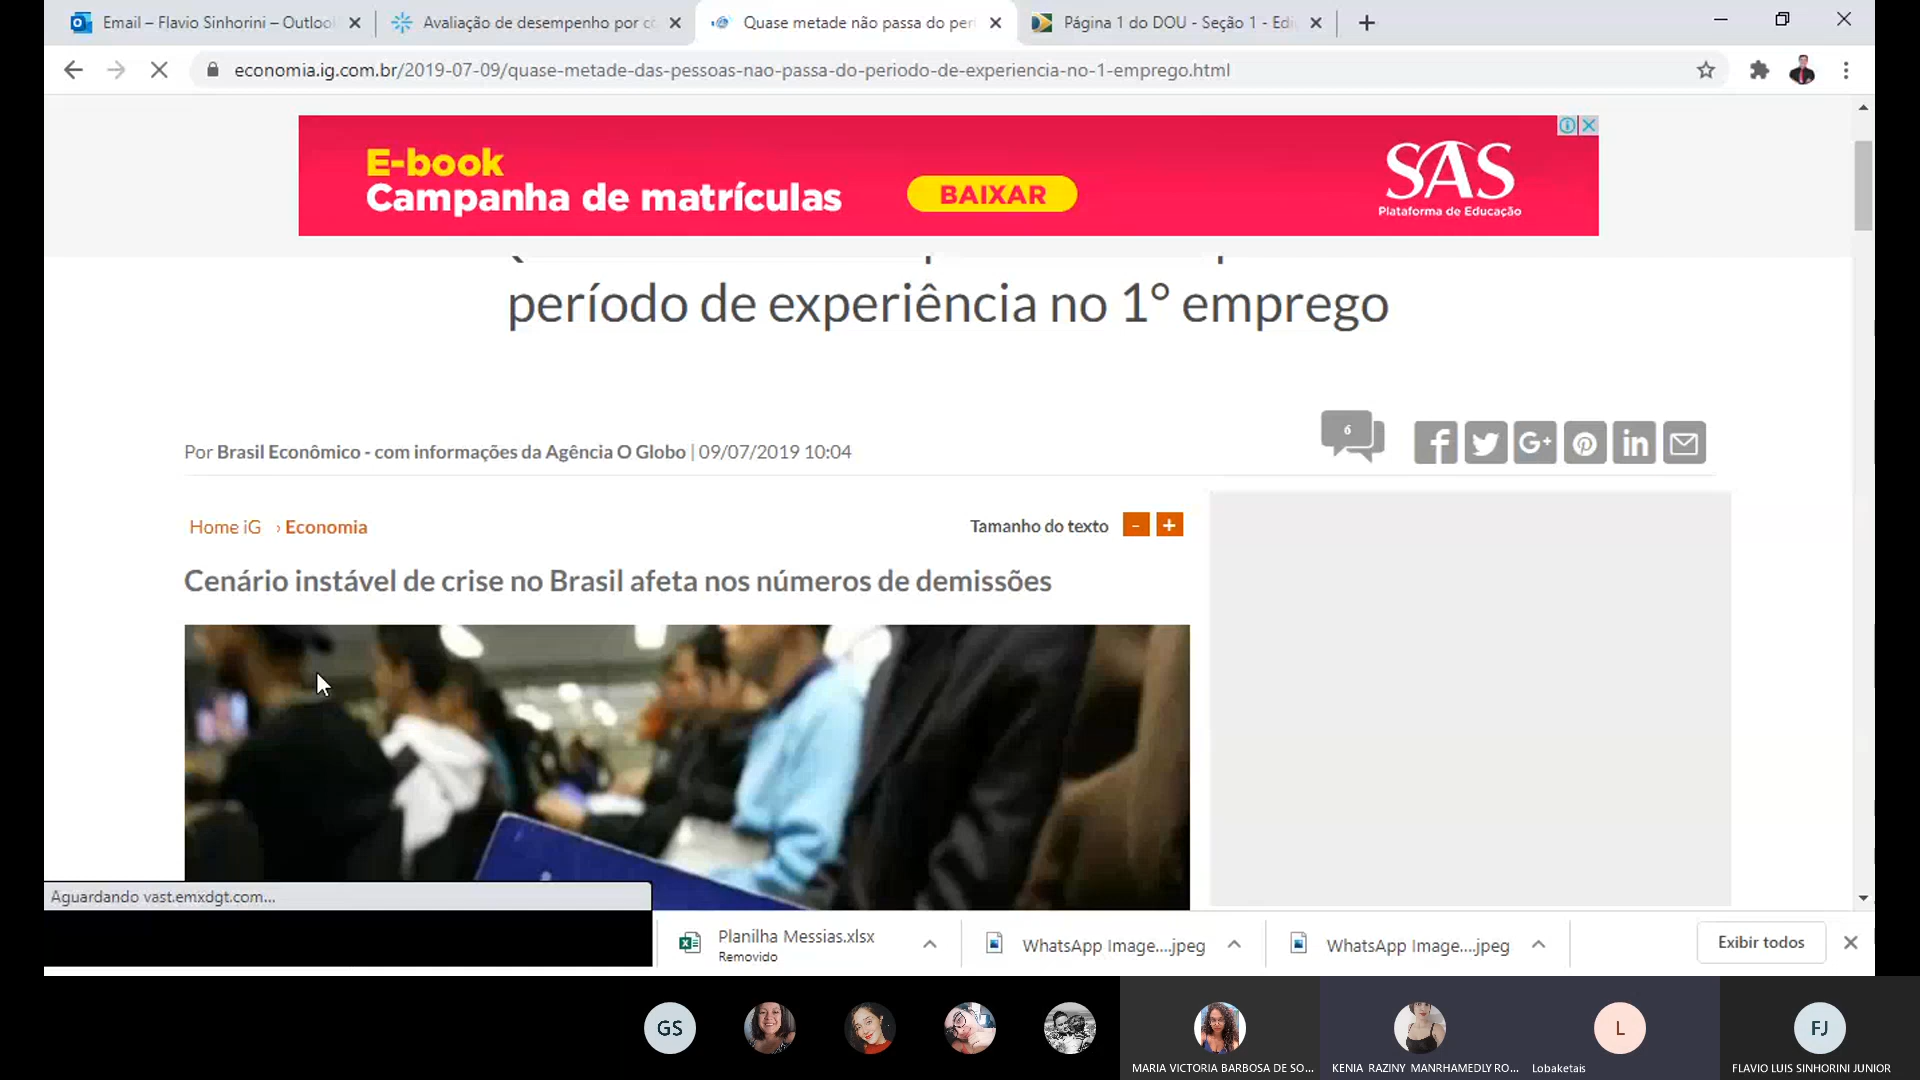 Email – Flavio Sinhorini – Outloo
Avaliação de desempenho por c
Quase metade não passa do per
Página 1 do DOU - Seção 1 - Edi
economia.ig.com.br/2019-07-09/quase-metade-das-pessoas-nao-passa-do-periodo-de-experiencia-no-1-emprego.html
E-book
Campanha de matrículas
BAIXAR
SAS
Plataforma de Educação
período de experiência no 1° emprego
Por Brasil Econômico - com informações da Agência O Globo | 09/07/2019 10:04
6
Home iG › Economia
Tamanho do texto - +
Cenário instável de crise no Brasil afeta nos números de demissões
Aguardando vast.emxdgt.com...
Planilha Messias.xlsx
Removido
WhatsApp Image....jpeg
WhatsApp Image....jpeg
Exibir todos
GS
L
FJ
MARIA VICTORIA BARBOSA DE SO...
KENIA RAZINY MANRHAMEDLY RO...
Lobaketais
FLAVIO LUIS SINHORINI JUNIOR